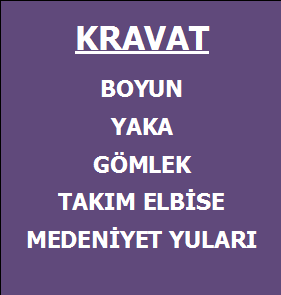 KRAVAT
BOYUN
YAKA
GÖMLEK
TAKIM ELBİSE
MEDENİYET YULARI